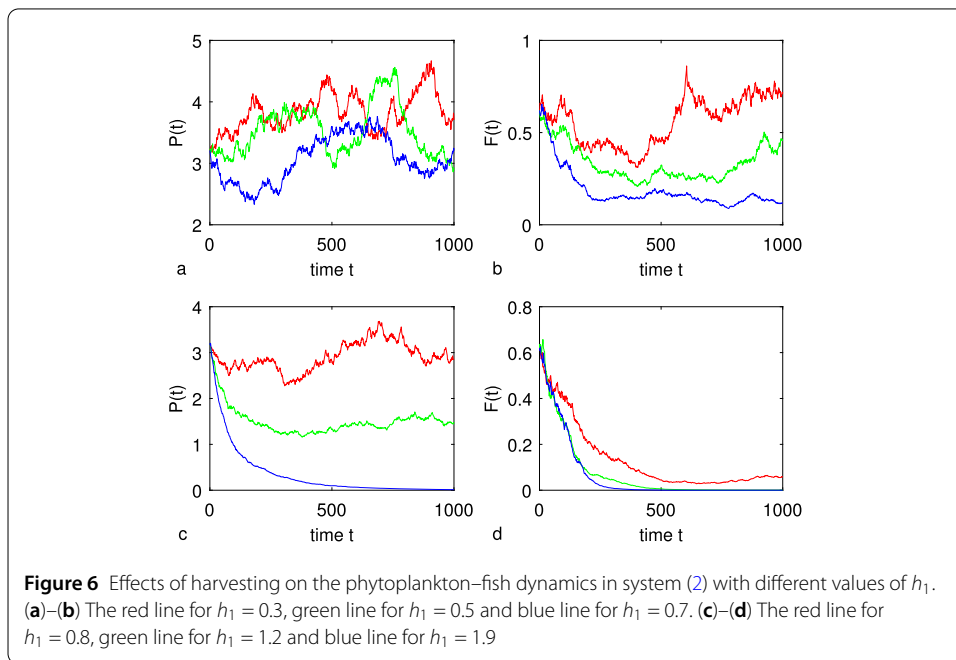 5
4
3
2
P(t)
0
500
1000
time t
a
1
0.5
0
F(t)
0
500
1000
time t
b
4
3
2
1
0
P(t)
0
500
1000
time t
c
0.8
0.6
0.4
0.2
0
F(t)
0
500
1000
time t
d
Figure 6 Effects of harvesting on the phytoplankton–fish dynamics in system (2) with different values of h₁.
(a)–(b) The red line for h₁ = 0.3, green line for h₁ = 0.5 and blue line for h₁ = 0.7. (c)–(d) The red line for
h₁ = 0.8, green line for h₁ = 1.2 and blue line for h₁ = 1.9